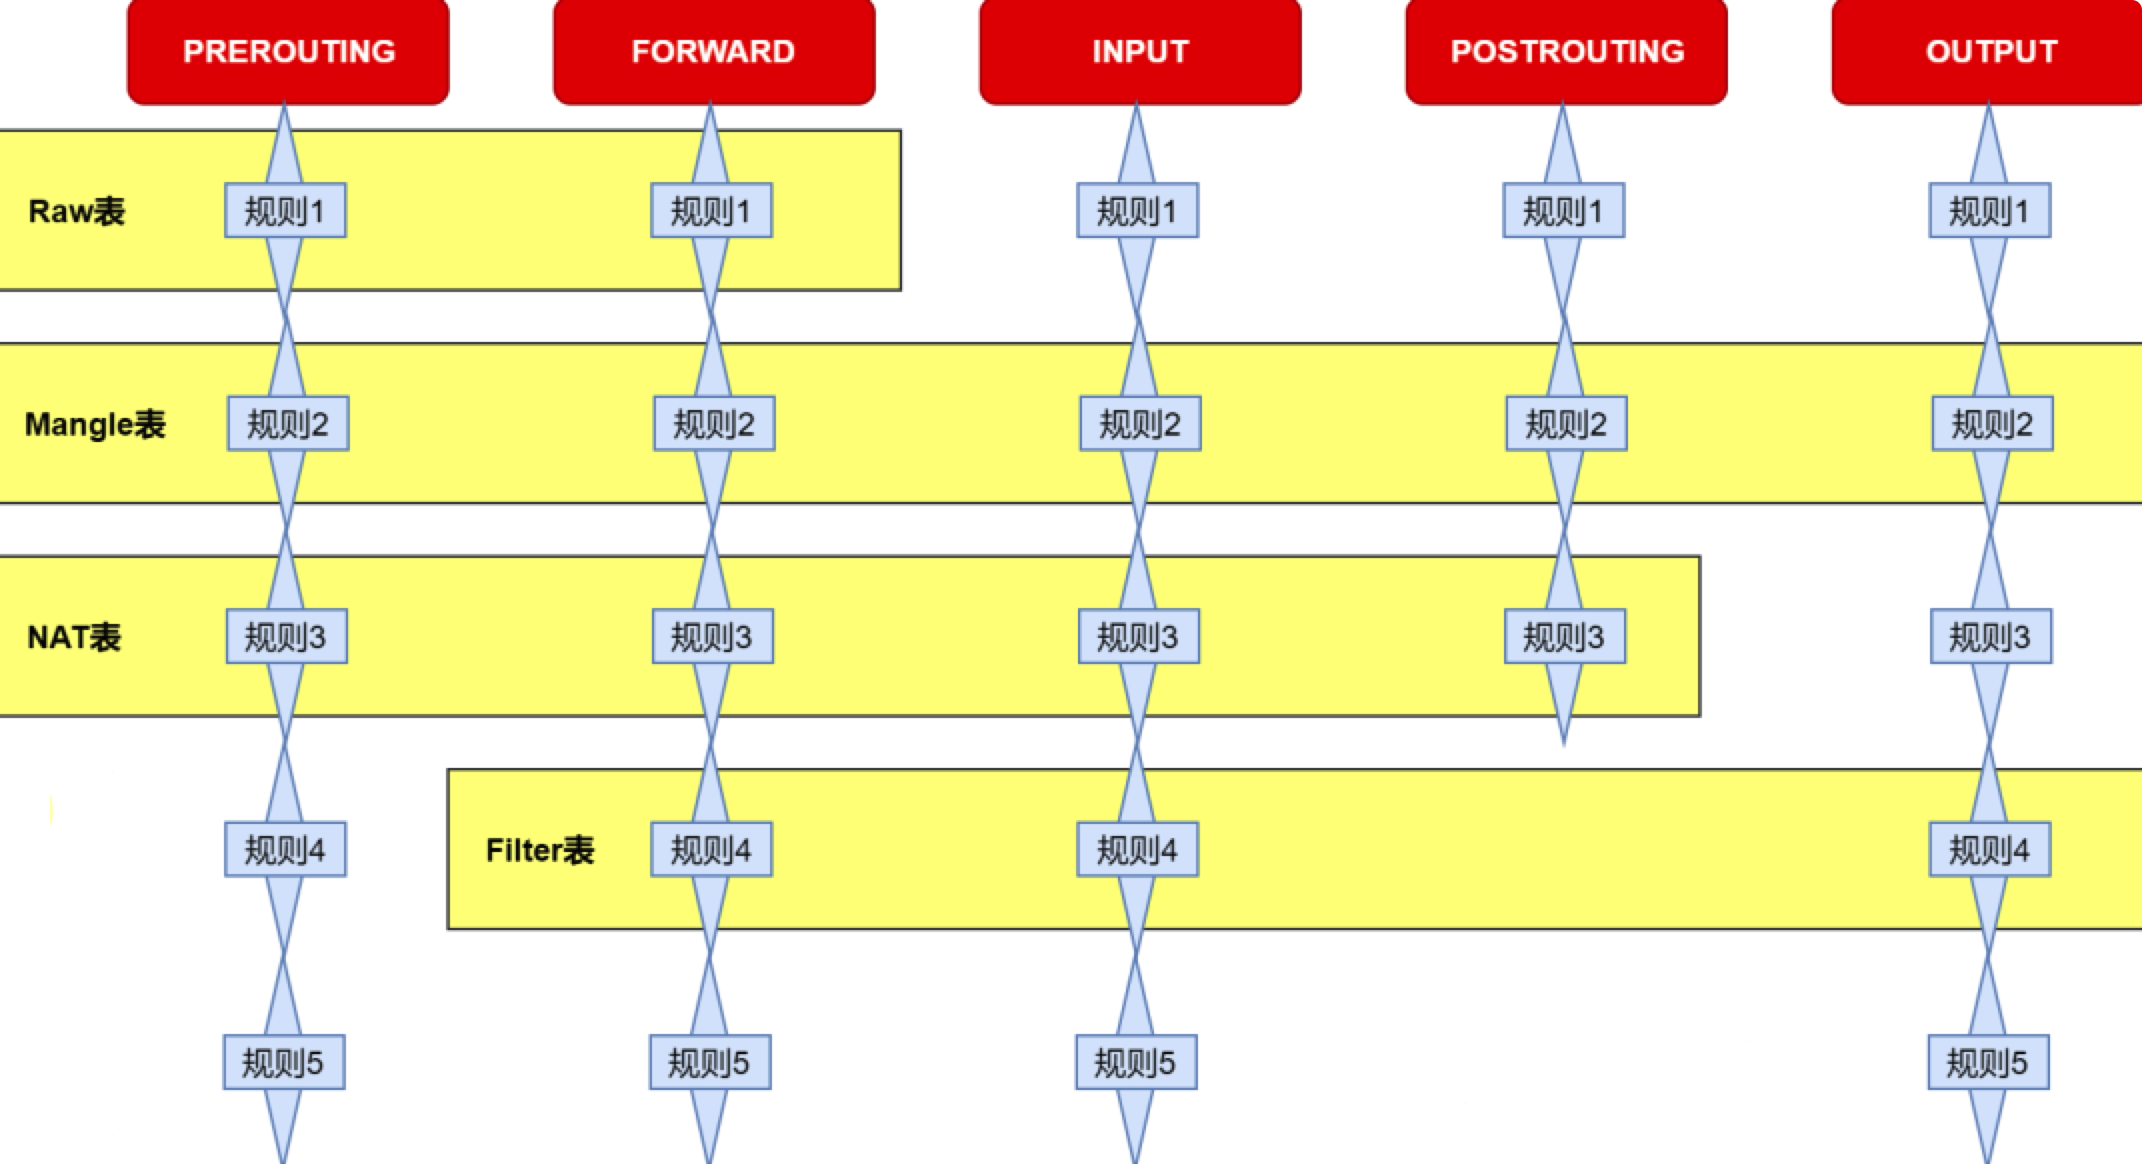 PREROUTING FORWARD INPUT POSTROUTING OUTPUT
Raw表 规则1 规则1 规则1 规则1 规则1
Mangle表 规则2 规则2 规则2 规则2 规则2
NAT表 规则3 规则3 规则3 规则3 规则3
规则4 Filter表 规则4 规则4 规则4
规则5 规则5 规则5 规则5